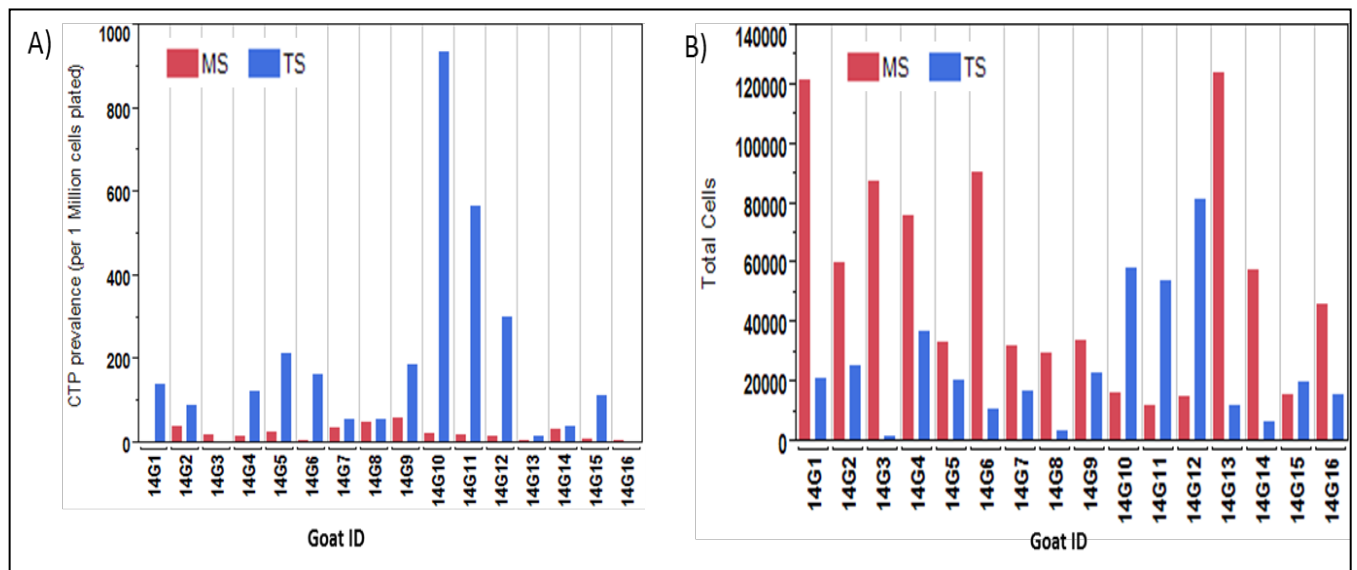 A)
CTP prevalence (per 1 Million cells plated)
1000
800
600
400
200
0
MS TS
14G1 14G2 14G3 14G4 14G5 14G6 14G7 14G8 14G9 14G10 14G11 14G12 14G13 14G14 14G15 14G16
Goat ID
B)
Total Cells
140000
120000
100000
80000
60000
40000
20000
0
MS TS
14G1 14G2 14G3 14G4 14G5 14G6 14G7 14G8 14G9 14G10 14G11 14G12 14G13 14G14 14G15 14G16
Goat ID